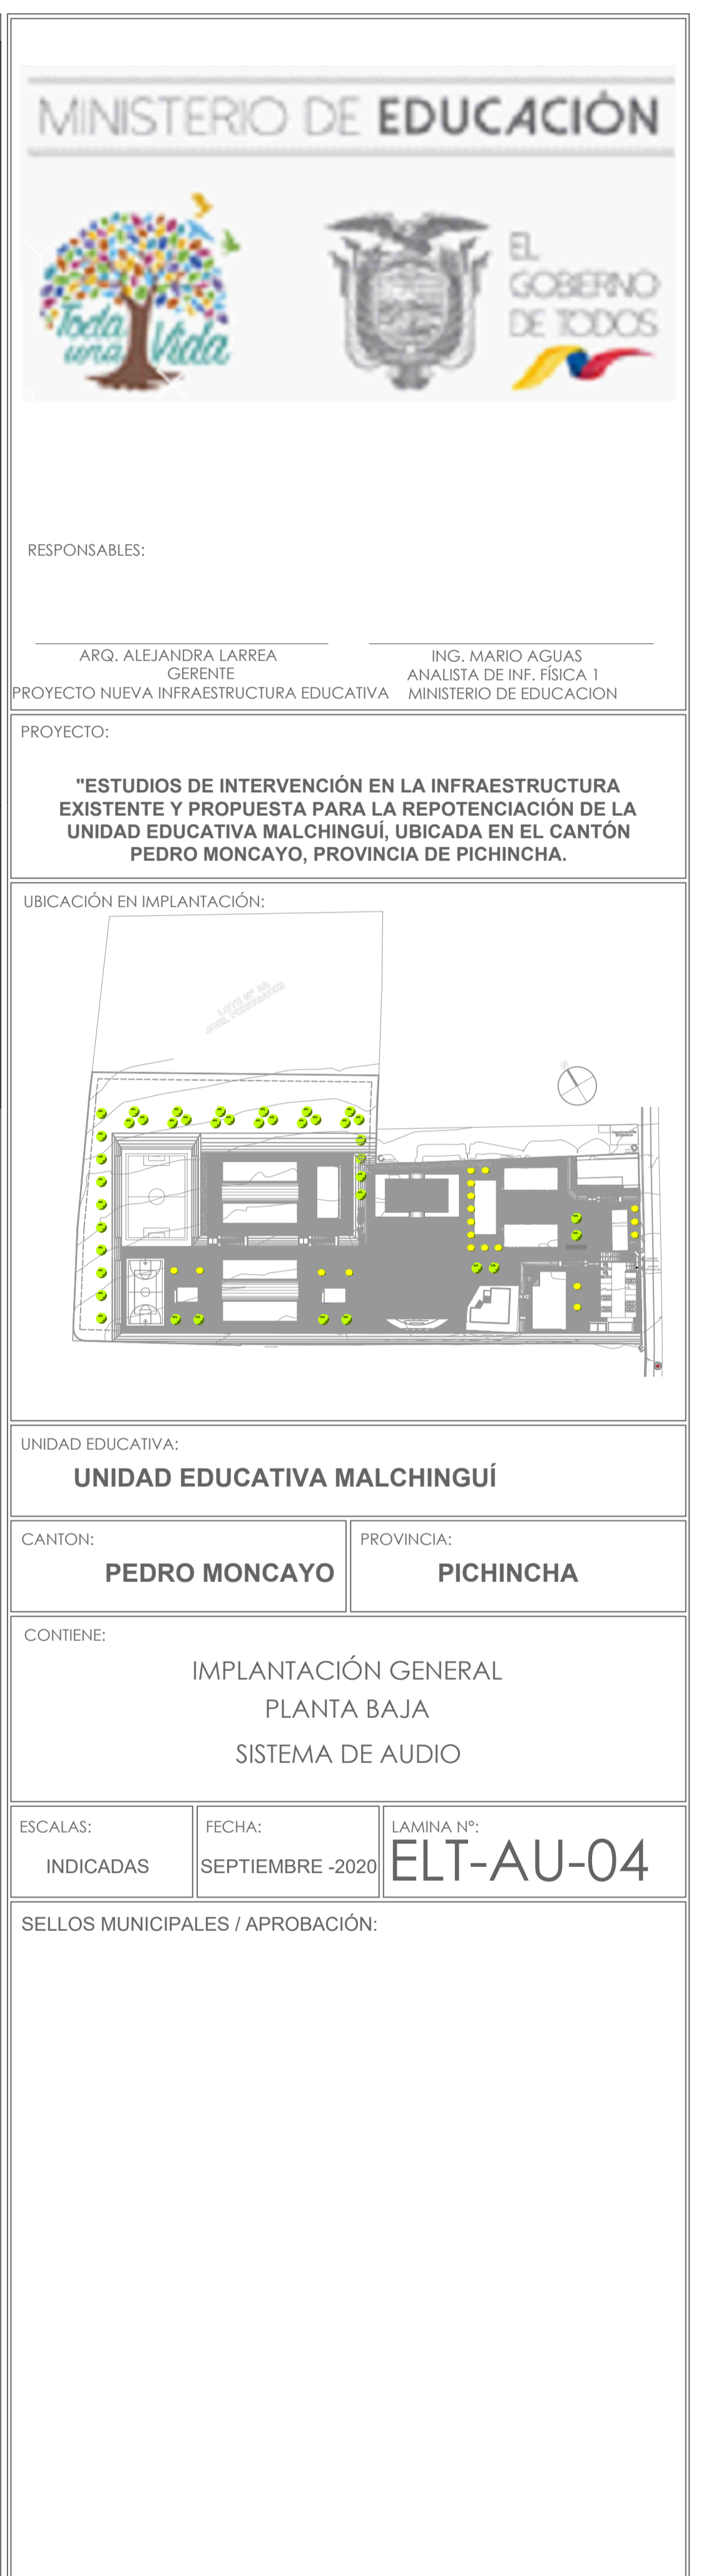 MINISTERIO DE EDUCACIÓN
Toda
una Vida
EL
GOBIERNO
DE TODOS
RESPONSABLES:
ARQ. ALEJANDRA LARREA
GERENTE
PROYECTO NUEVA INFRAESTRUCTURA EDUCATIVA
ING. MARIO AGUAS
ANALISTA DE INF. FÍSICA 1
MINISTERIO DE EDUCACION
PROYECTO:
"ESTUDIOS DE INTERVENCIÓN EN LA INFRAESTRUCTURA
EXISTENTE Y PROPUESTA PARA LA REPOTENCIACIÓN DE LA
UNIDAD EDUCATIVA MALCHINGUÍ, UBICADA EN EL CANTÓN
PEDRO MONCAYO, PROVINCIA DE PICHINCHA.
UBICACIÓN EN IMPLANTACIÓN:
UNIDAD EDUCATIVA:
UNIDAD EDUCATIVA MALCHINGUÍ
CANTON:
PEDRO MONCAYO
PROVINCIA:
PICHINCHA
CONTIENE:
IMPLANTACIÓN GENERAL
PLANTA BAJA
SISTEMA DE AUDIO
ESCALAS:
INDICADAS
FECHA:
SEPTIEMBRE -2020
LAMINA Nº:
ELT-AU-04
SELLOS MUNICIPALES / APROBACIÓN: